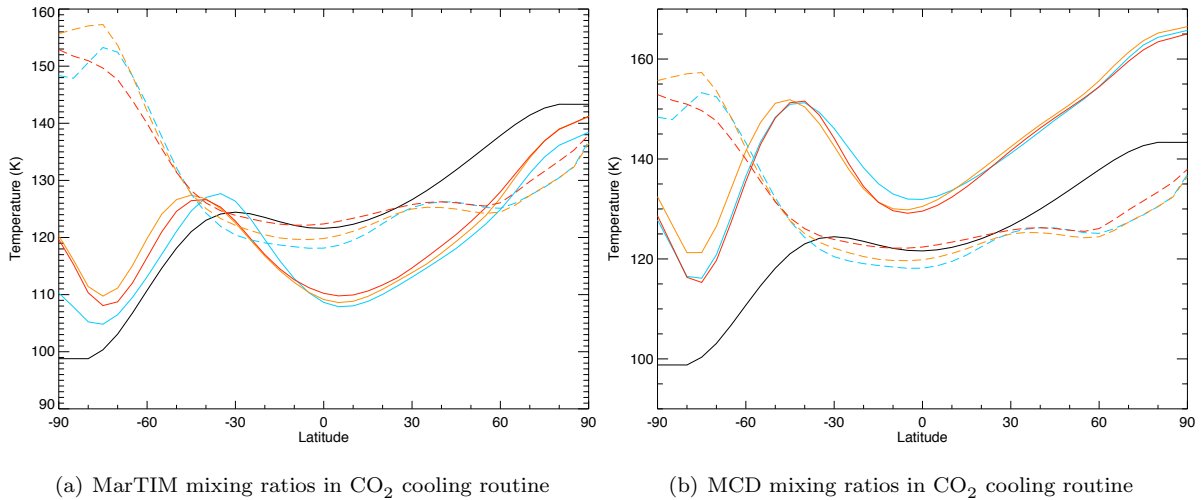 160
150
140
130
120
110
100
90
Temperature (K)
-90 -60 -30 0 30 60 90
Latitude
(a) MarTIM mixing ratios in CO2 cooling routine
160
140
120
100
Temperature (K)
-90 -60 -30 0 30 60 90
Latitude
(b) MCD mixing ratios in CO2 cooling routine